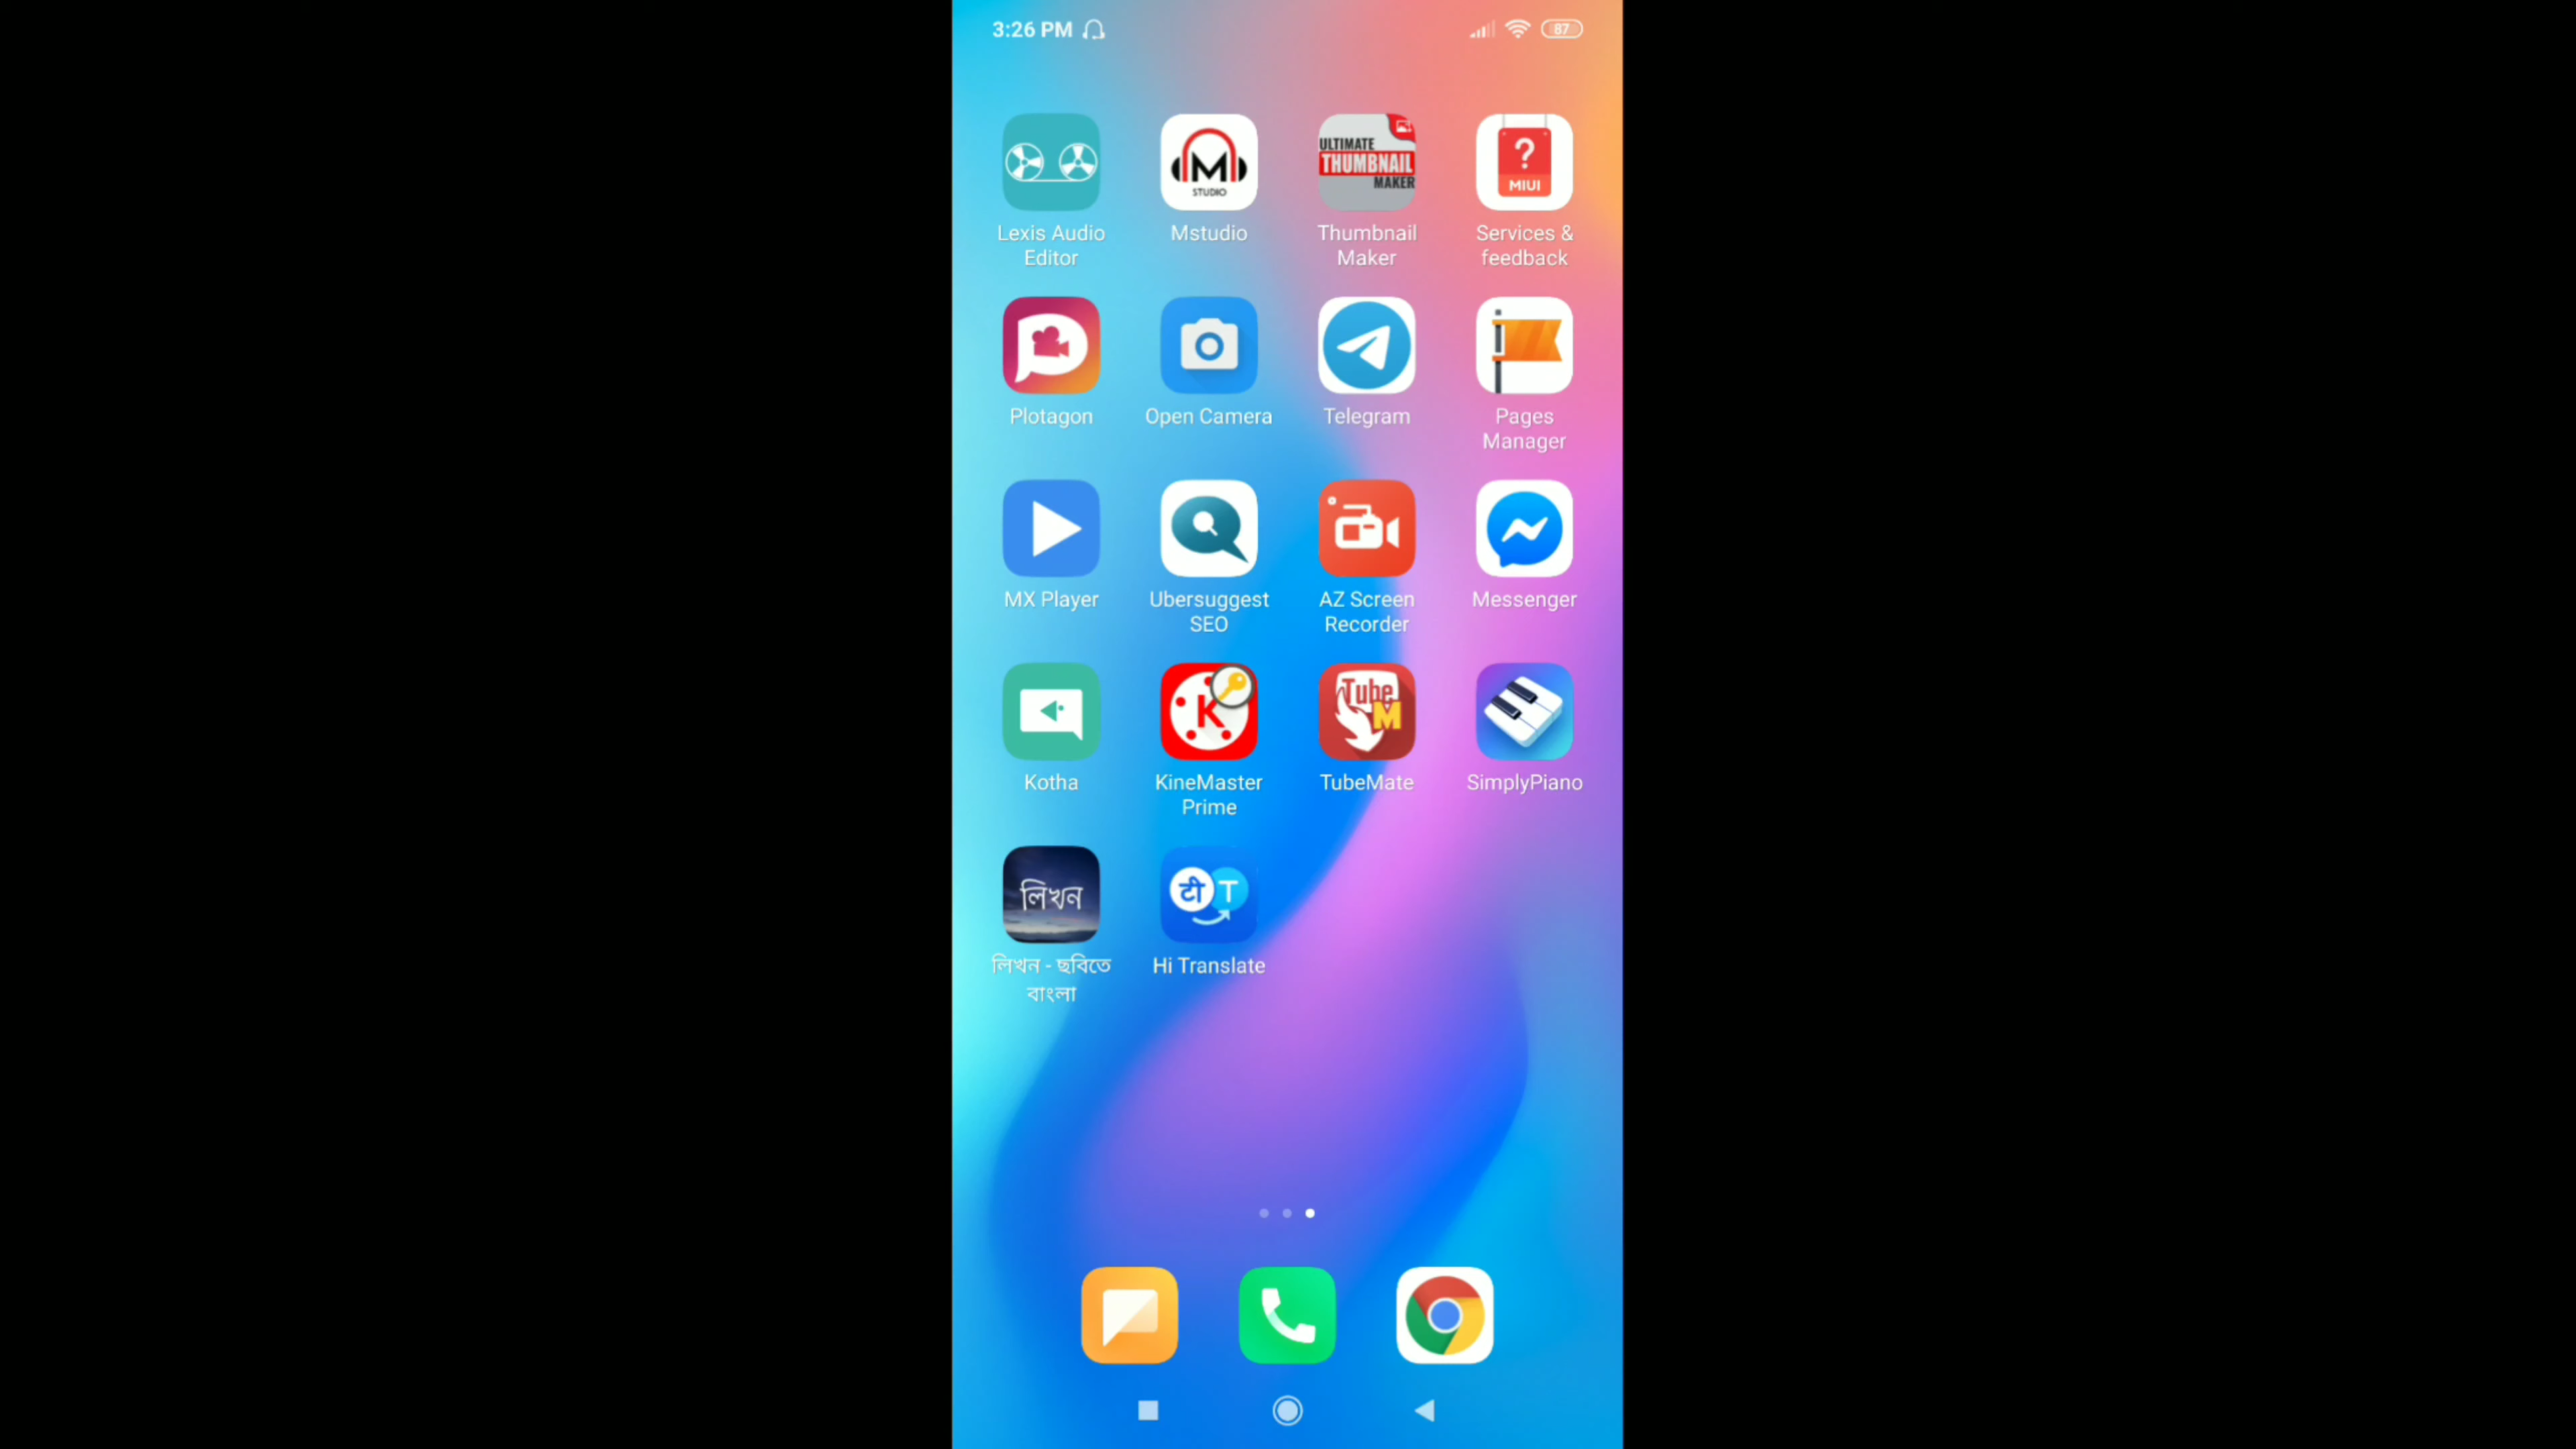 3:26 PM
87
STUDIO
ULTIMATE
THUMBNAIL
MAKER
?
MIUI
Lexis Audio
Editor
Mstudio
Thumbnail
Maker
Services &
feedback
Plotagon
Open Camera
Telegram
Pages
Manager
MX Player
Ubersuggest
SEO
AZ Screen
Recorder
Messenger
K
Tube
M
Kotha
KineMaster
Prime
TubeMate
SimplyPiano
লিখন
टी T
লিখন - ছবিতে
বাংলা
Hi Translate